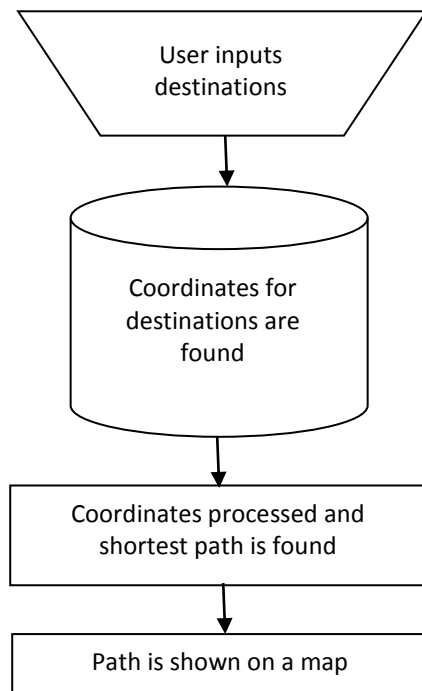 User inputs
destinations
Coordinates for
destinations are
found
Coordinates processed and
shortest path is found
Path is shown on a map